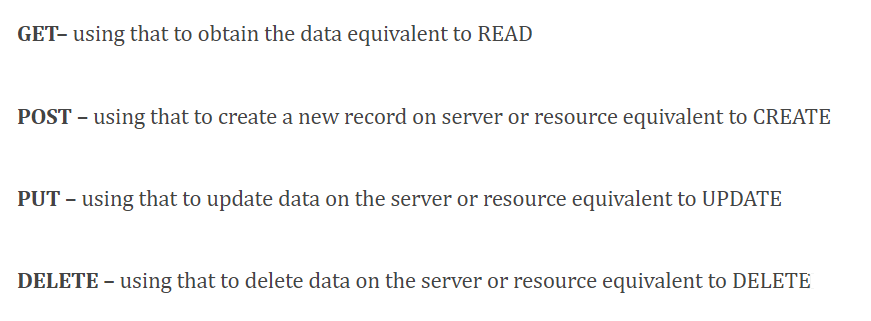 GET– using that to obtain the data equivalent to READ
POST – using that to create a new record on server or resource equivalent to CREATE
PUT – using that to update data on the server or resource equivalent to UPDATE
DELETE – using that to delete data on the server or resource equivalent to DELETE